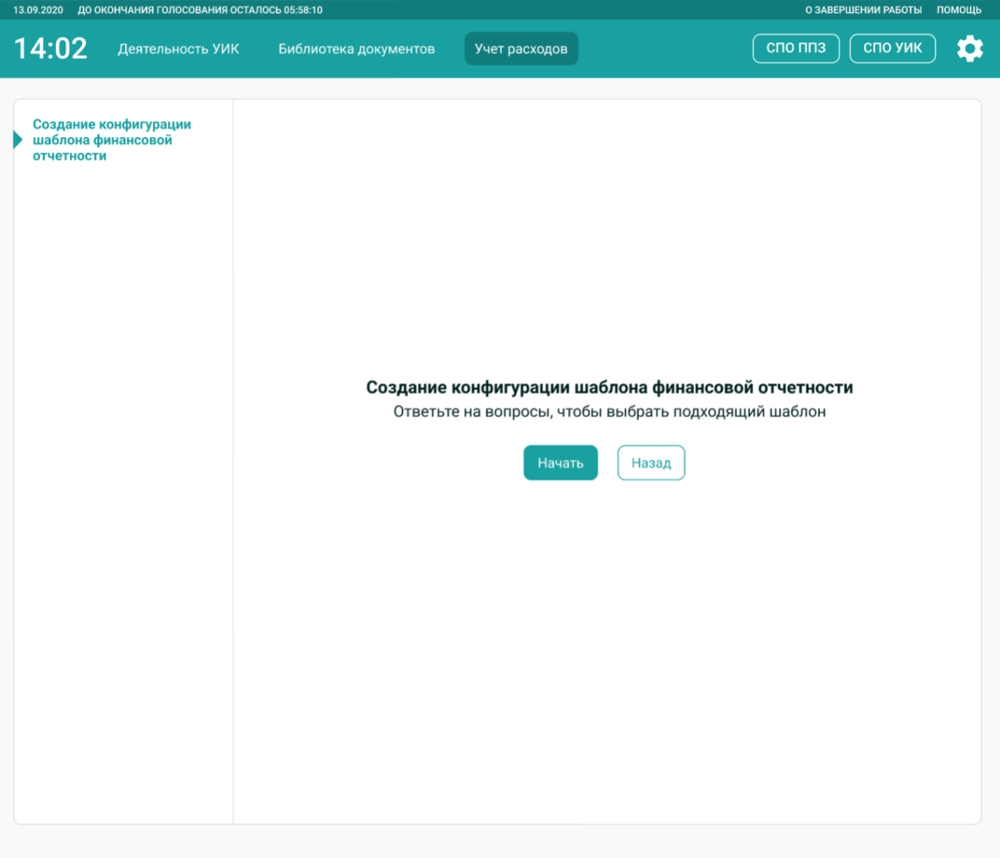 13.09.2020 ДО ОКОНЧАНИЯ ГОЛОСОВАНИЯ ОСТАЛОСЬ 05:58:10 О ЗАВЕРШЕНИИ РАБОТЫ ПОМОЩЬ
14:02 Деятельность УИК Библиотека документов Учет расходов СПО ППЗ СПО УИК
Создание конфигурации
шаблона финансовой
отчетности
Создание конфигурации шаблона финансовой отчетности
Ответьте на вопросы, чтобы выбрать подходящий шаблон
Начать Назад